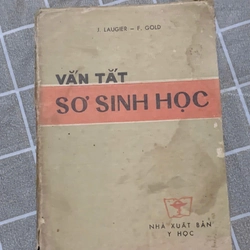 J. LAUGIER - F. GOLD
VẮN TẮT
SƠ SINH HỌC
NHÀ XUẤT BẢN
Y HỌC